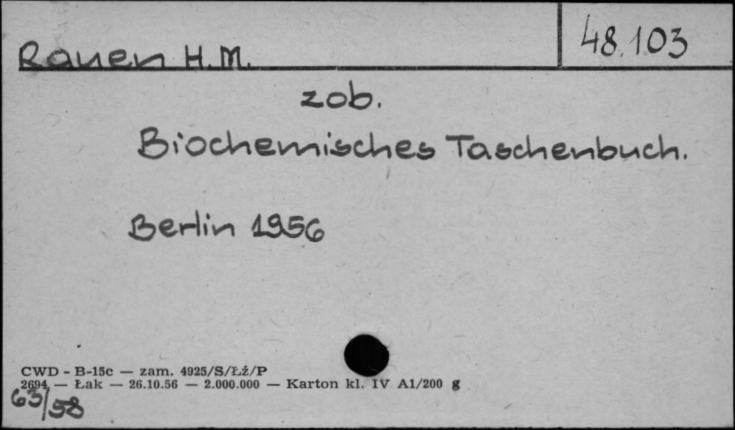 Rauen H.M.
48.103
zob.
Biochemisches Taschenbuch.
Berlin 1956
CWD - B-15c — zam. 4925/S/Łź/P
2694 — Łak — 26.10.56 — 2.000.000 — Karton kl. IV A1/200 g
63/58